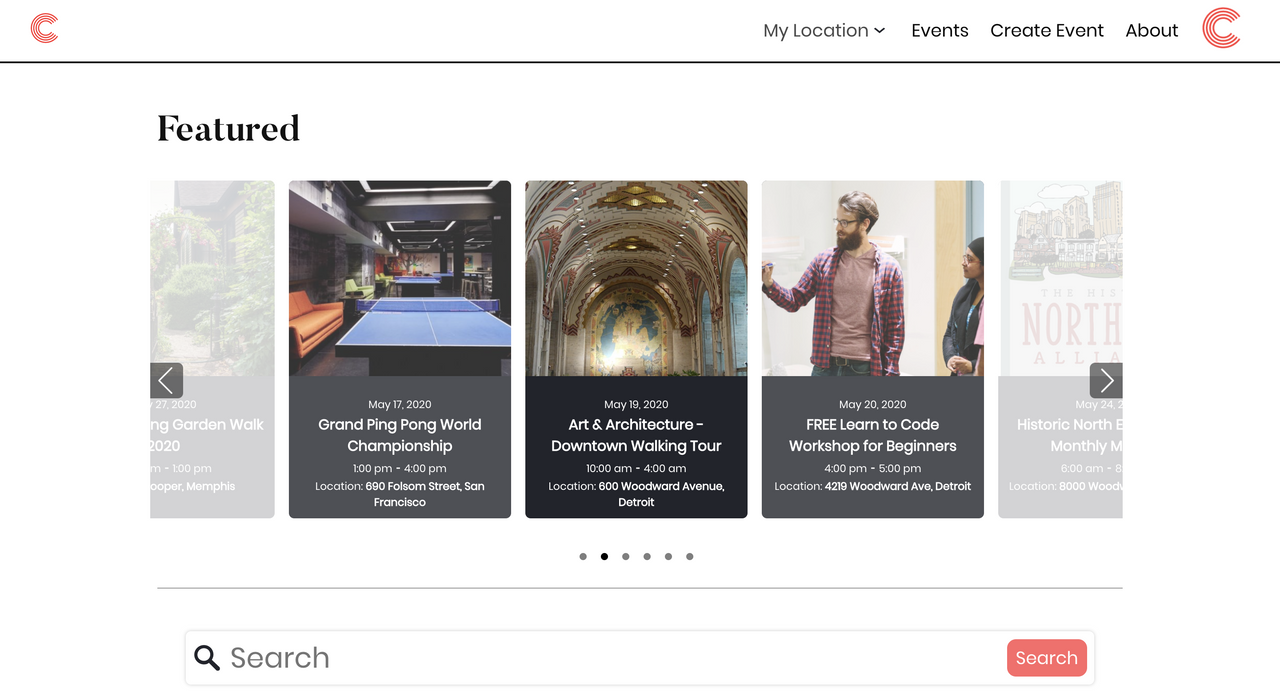 My Location
Events
Create Event
About
Featured
27, 2020
ng Garden Walk
2020
m - 1:00 pm
ooper, Memphis
May 17, 2020
Grand Ping Pong World
Championship
1:00 pm - 4:00 pm
Location: 690 Folsom Street, San
Francisco
May 19, 2020
Art & Architecture -
Downtown Walking Tour
10:00 am - 4:00 am
Location: 600 Woodward Avenue,
Detroit
May 20, 2020
FREE Learn to Code
Workshop for Beginners
4:00 pm - 5:00 pm
Location: 4219 Woodward Ave, Detroit
THE HIS
NORTH
ALLIA
May 24, 2
Historic North E
Monthly M
6:00 am - 8:
Location: 8000 Woodw
Search
Search